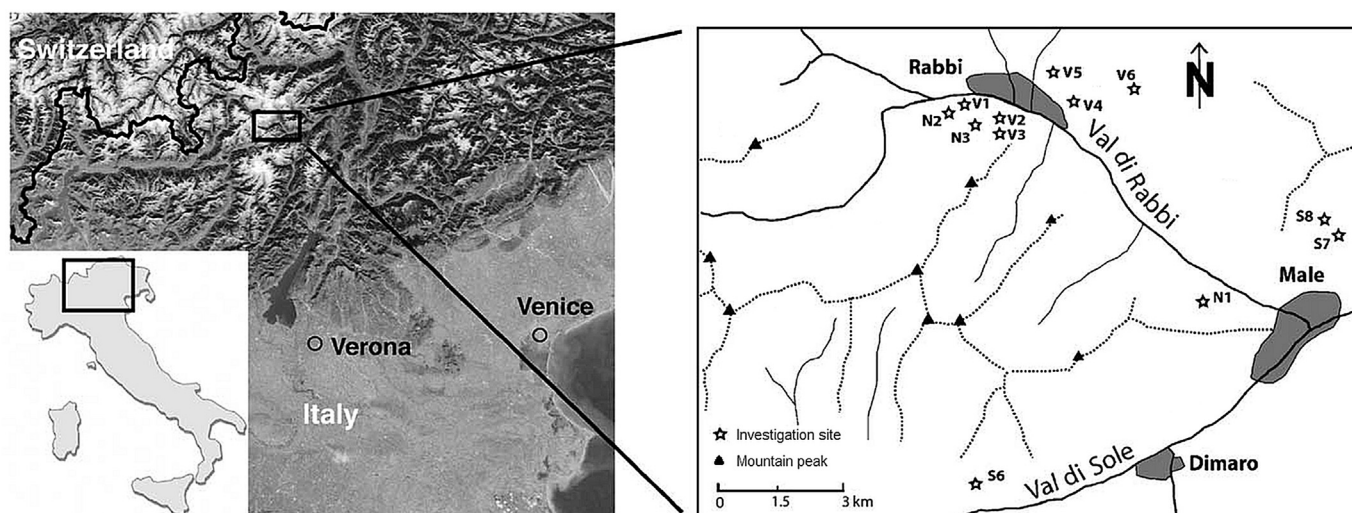 Switzerland
Venice
Verona
Italy
Rabbi
V5
V6
N
V1
V4
N2
V2
N3
V3
Val di Rabbi
S8
S7
Male
N1
Investigation site
Mountain peak
Val di Sole
Dimaro
S6
0 1.5 3 km